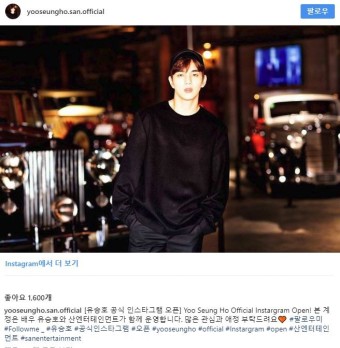 yooseungho.san.official
팔로우
Instagram에서 더 보기
좋아요 1,600개
yooseungho.san.official [유승호 공식 인스타그램 오픈] Yoo Seung Ho Official Instargram Open! 본 계
정은 배우 유승호와 산엔터테인먼트가 함께 운영합니다. 많은 관심과 애정 부탁드려요❤️ #팔로우미
#Followme _ #유승호 #공식인스타그램 #오픈 #yooseungho #official #Instargram #open #산엔터테인
먼트 #sanentertainment